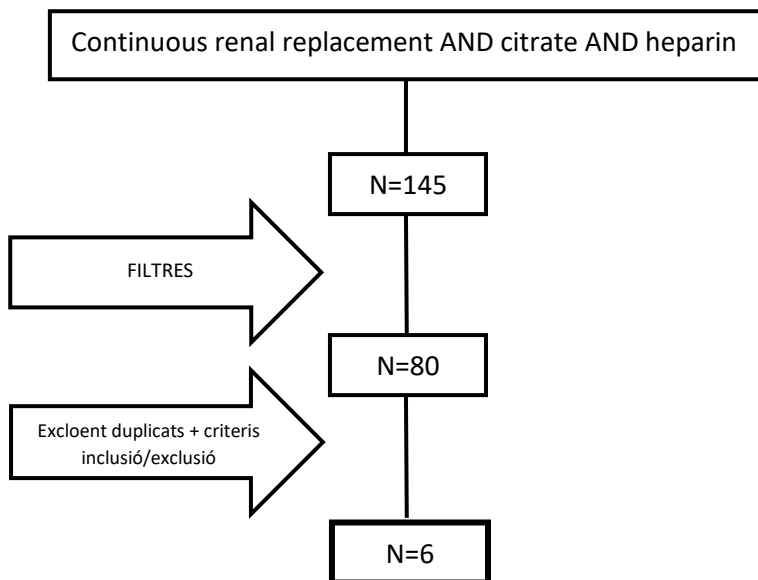 Continuous renal replacement AND citrate AND heparin
N=145
FILTRES
N=80
Excloent duplicats + criteris
inclusió/exclusió
N=6